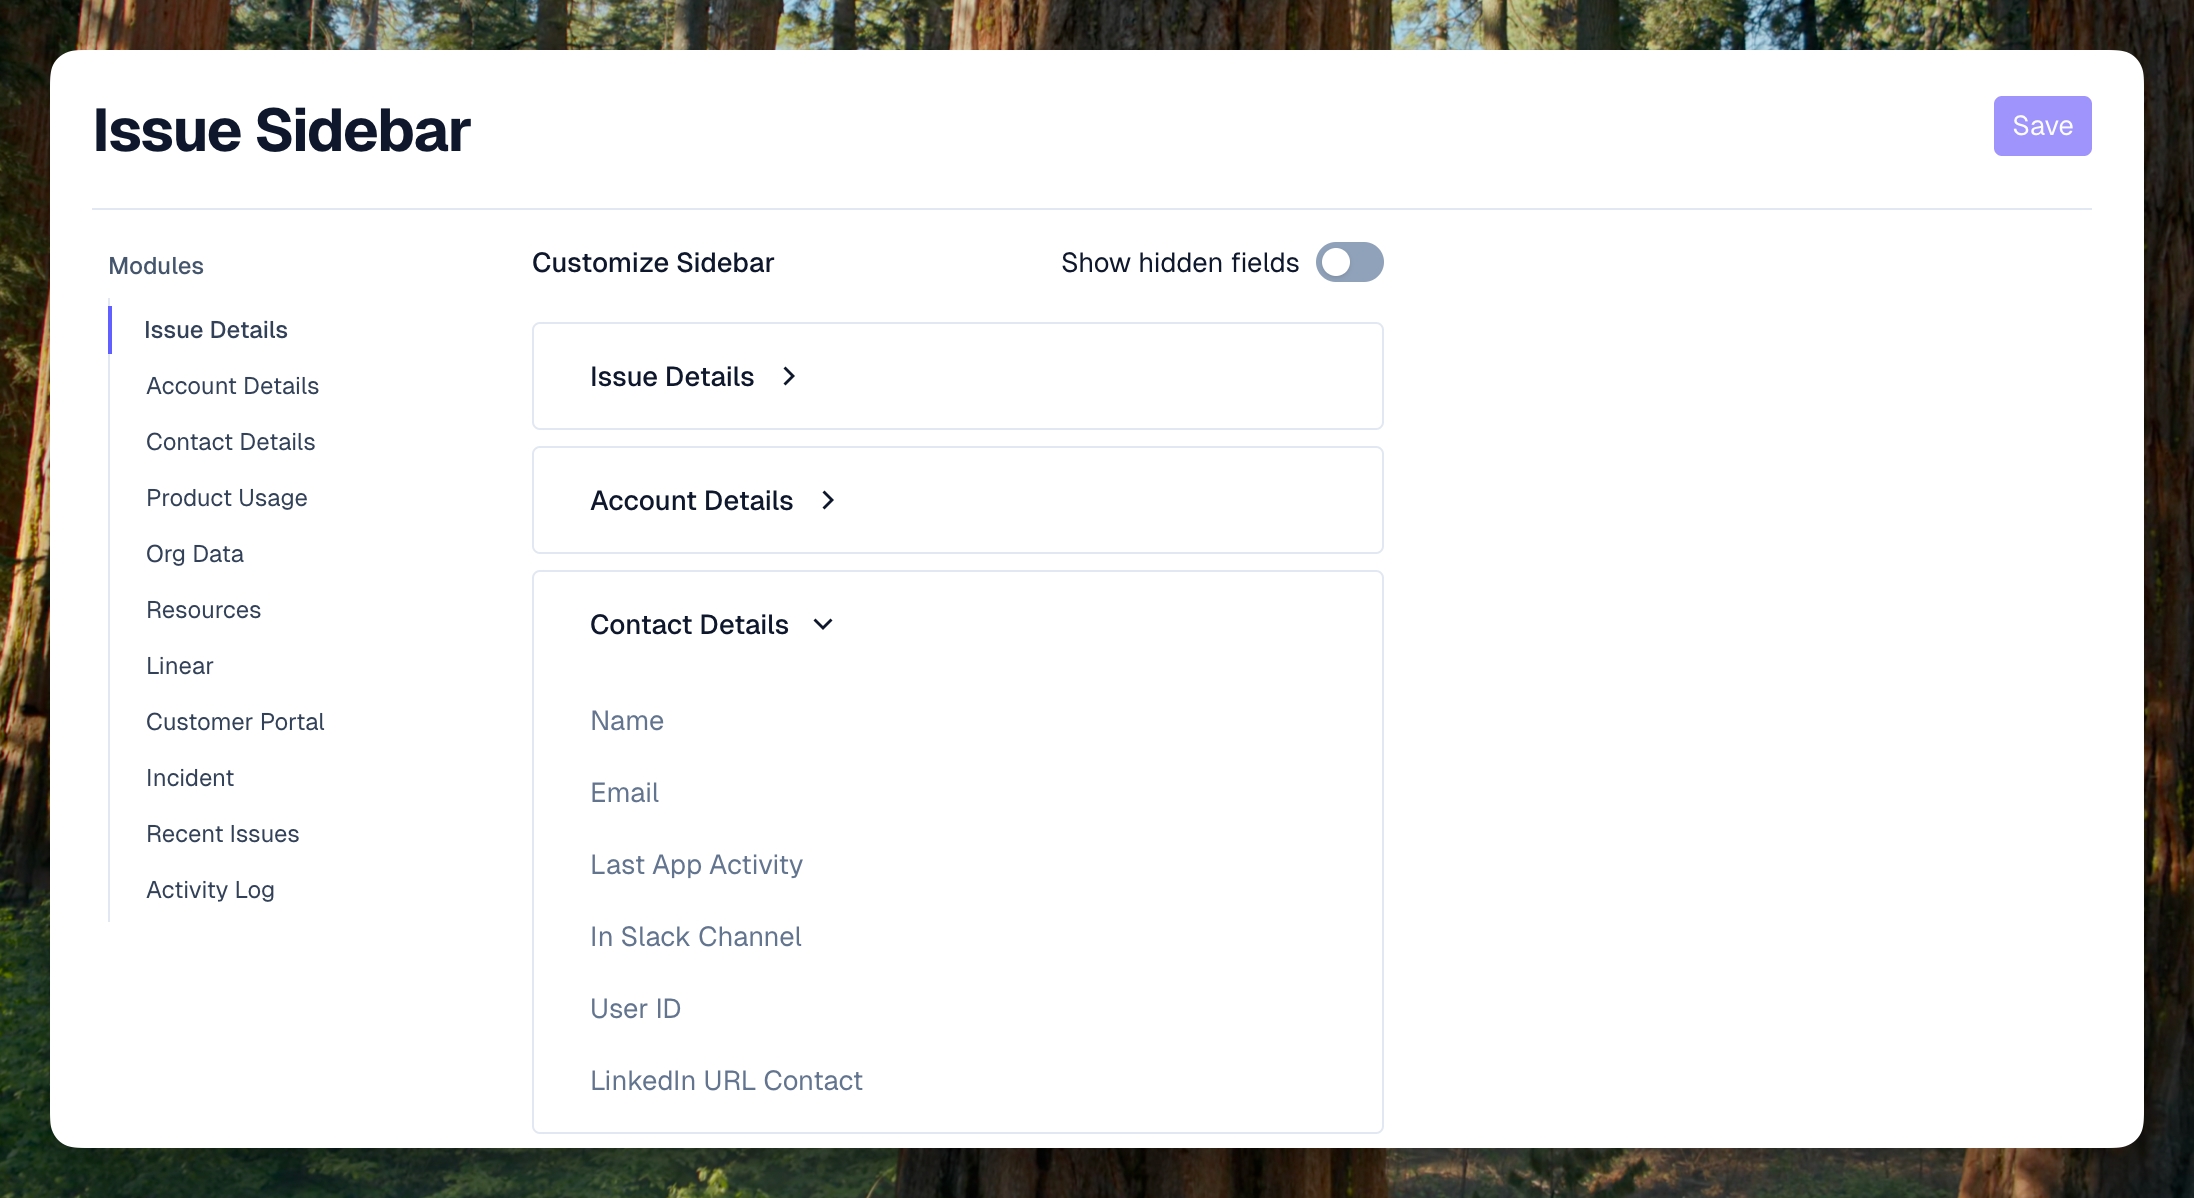 Issue Sidebar
Save
Modules
Issue Details
Account Details
Contact Details
Product Usage
Org Data
Resources
Linear
Customer Portal
Incident
Recent Issues
Activity Log
Customize Sidebar
Show hidden fields
Issue Details
Account Details
Contact Details
Name
Email
Last App Activity
In Slack Channel
User ID
LinkedIn URL Contact